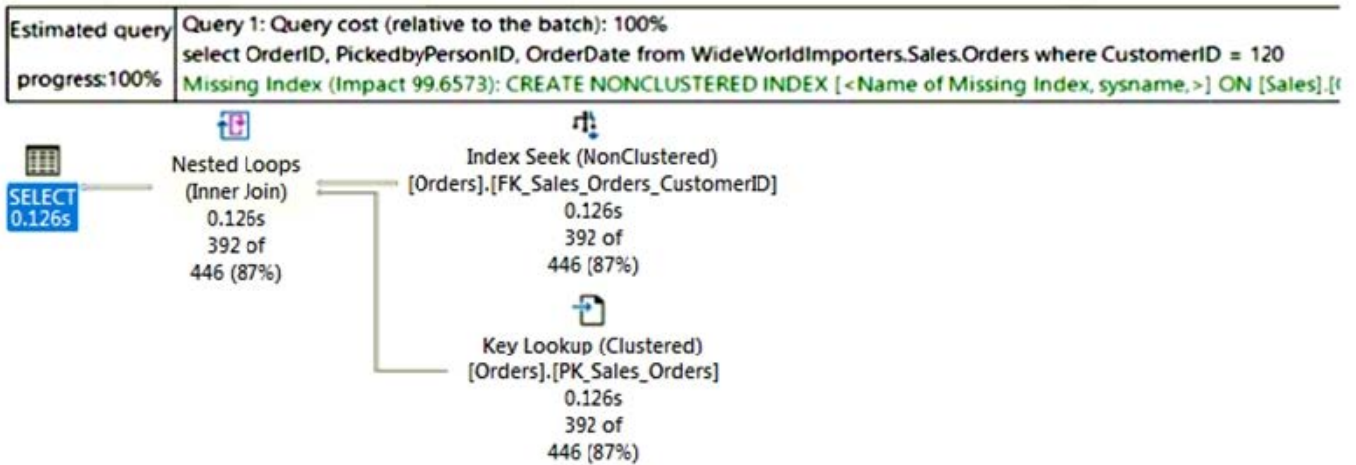 Estimated query
progress:100%
Query 1: Query cost (relative to the batch): 100%
select OrderID, PickedbyPersonID, OrderDate from WideWorldImporters.Sales.Orders where CustomerID = 120
Missing Index (Impact 99.6573): CREATE NONCLUSTERED INDEX [<Name of Missing Index, sysname,>] ON [Sales].[
SELECT
0.126s
Nested Loops
(Inner Join)
0.126s
392 of
446 (87%)
Index Seek (NonClustered)
[Orders].[FK_Sales_Orders_CustomerID]
0.126s
392 of
446 (87%)
Key Lookup (Clustered)
[Orders].[PK_Sales_Orders]
0.126s
392 of
446 (87%)